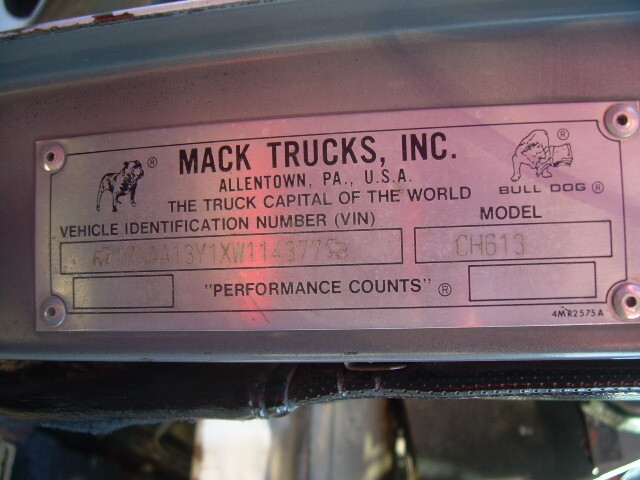 MACK TRUCKS, INC.
ALLENTOWN, PA., U.S.A.
THE TRUCK CAPITAL OF THE WORLD
BULL DOG ®
VEHICLE IDENTIFICATION NUMBER (VIN)
MODEL
CH613
"PERFORMANCE COUNTS" ®
4MR2575A